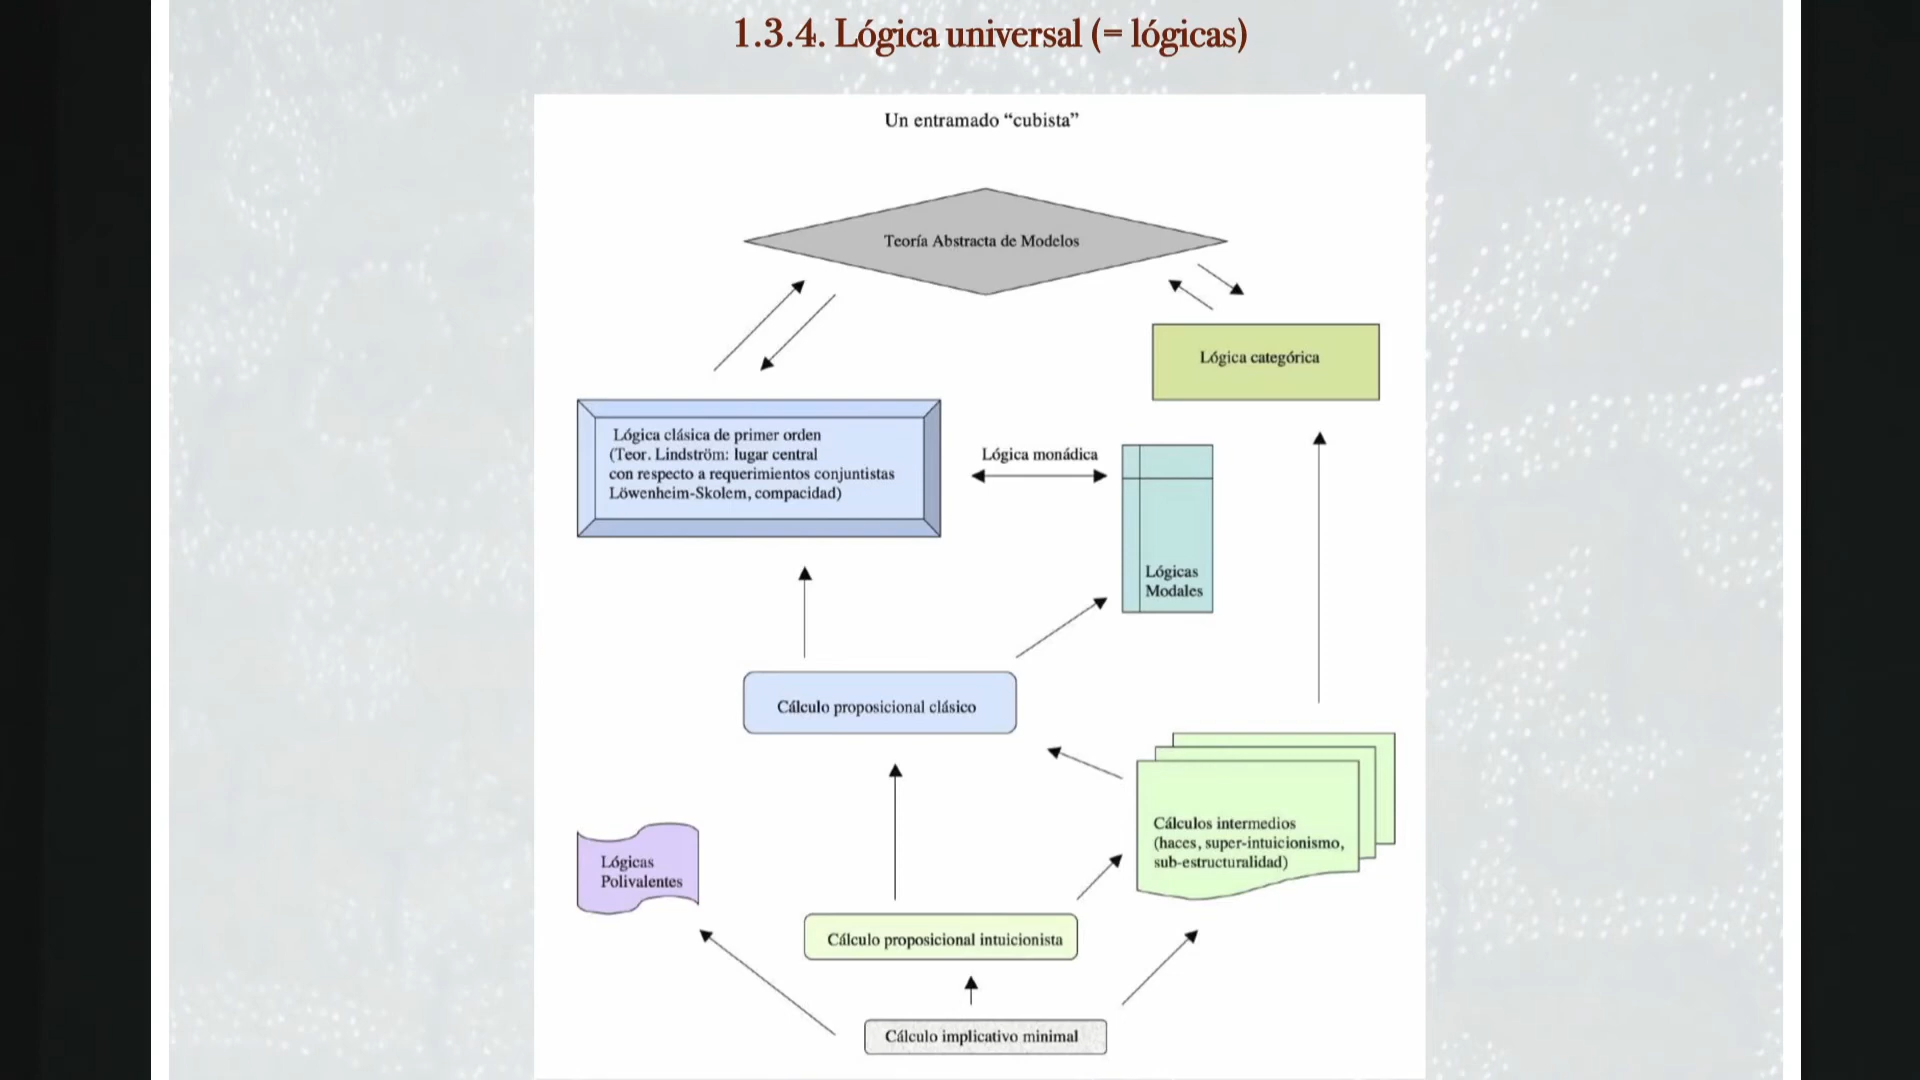 1.3.4. Lógica universal (= lógicas)
Un entramado “cubista”
Teoría Abstracta de Modelos
Lógica categórica
Lógica clásica de primer orden
(Teor. Lindström: lugar central
con respecto a requerimientos conjuntistas
Löwenheim-Skolem, compacidad)
Lógica monádica
Lógicas
Modales
Cálculo proposicional clásico
Cálculos intermedios
(haces, super-intuicionismo,
sub-estructuralidad)
Lógicas
Polivalentes
Cálculo proposicional intuicionista
Cálculo implicativo minimal